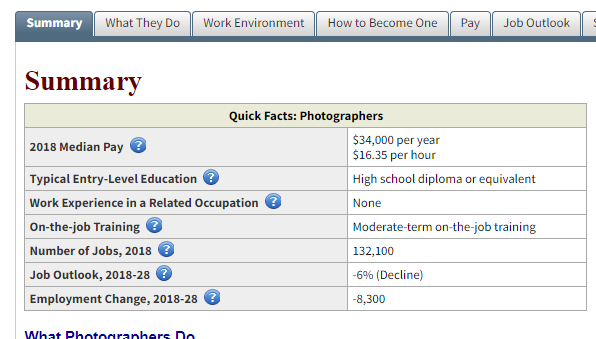 Summary What They Do Work Environment How to Become One Pay Job Outlook
Summary
Quick Facts: Photographers
2018 Median Pay $34,000 per year
$16.35 per hour
Typical Entry-Level Education High school diploma or equivalent
Work Experience in a Related Occupation None
On-the-job Training Moderate-term on-the-job training
Number of Jobs, 2018 132,100
Job Outlook, 2018-28 -6% (Decline)
Employment Change, 2018-28 -8,300
What Photographers Do